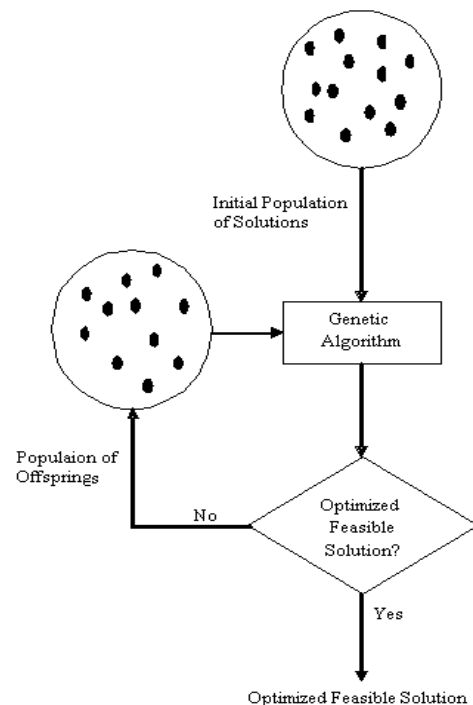 Initial Population
of Solutions
Genetic
Algorithm
Populaion of
Offsprings
No
Optimized
Feasible
Solution?
Yes
Optimized Feasible Solution